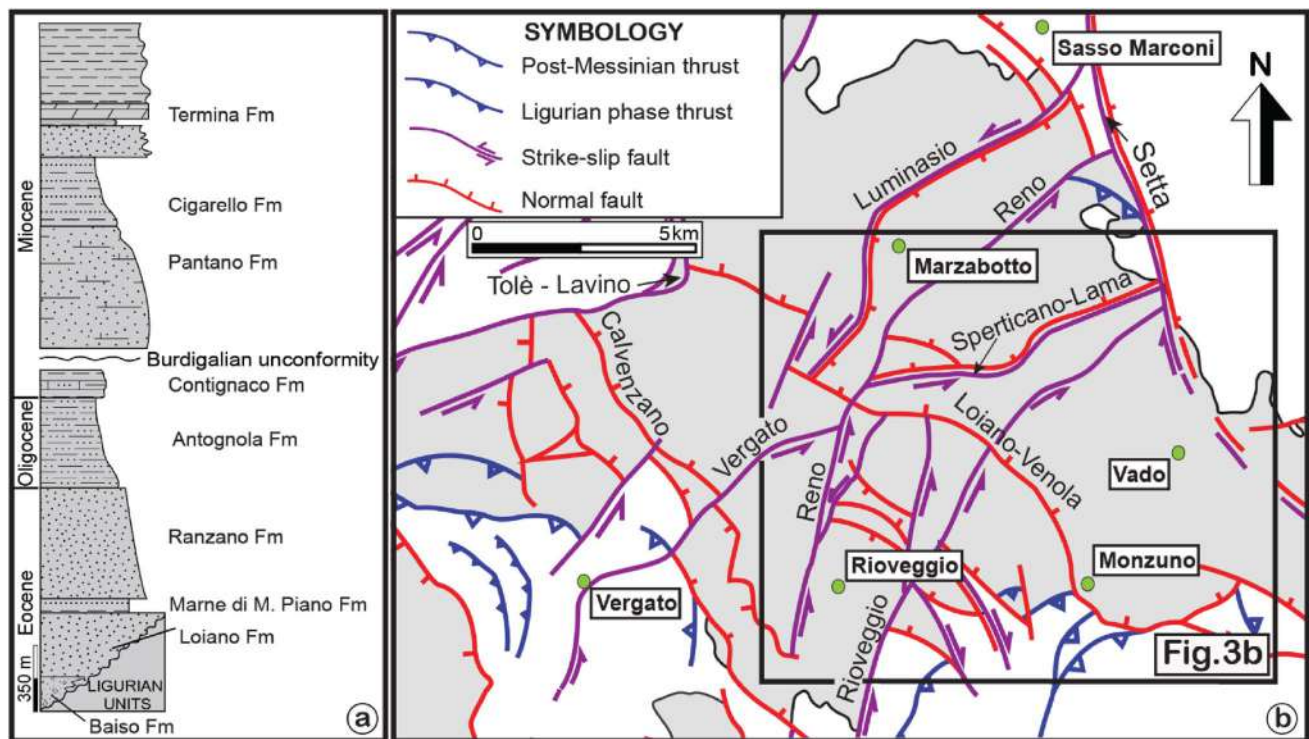 Miocene
Oligocene
Eocene
350 m
Termina Fm
Cigarello Fm
Pantano Fm
Burdigalian unconformity
Contignaco Fm
Antognola Fm
Ranzano Fm
Marne di M. Piano Fm
Loiano Fm
LIGURIAN
UNITS
Baiso Fm
a
SYMBOLOGY
Post-Messinian thrust
Ligurian phase thrust
Strike-slip fault
Normal fault
0
5km
Sasso Marconi
N
Setta
Luminasio
Reno
Marzabotto
Tolè - Lavino
Sperticano-Lama
Calvenzano
Loiano-Venola
Vergato
Vado
Reno
Rioveggio
Monzuno
Vergato
Rioveggio
Fig.3b
b